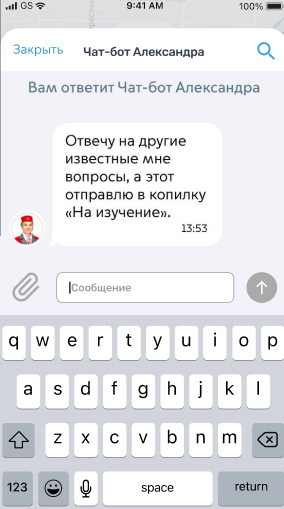 GS 9:41 AM 100%
Закрыть Чат-бот Александра
Вам ответит Чат-бот Александра
Отвечу на другие
известные мне
вопросы, а этот
отправлю в копилку
«На изучение».
13:53
Сообщение
q w e r t y u i o p
a s d f g h j k l
z x c v b n m
123 space return